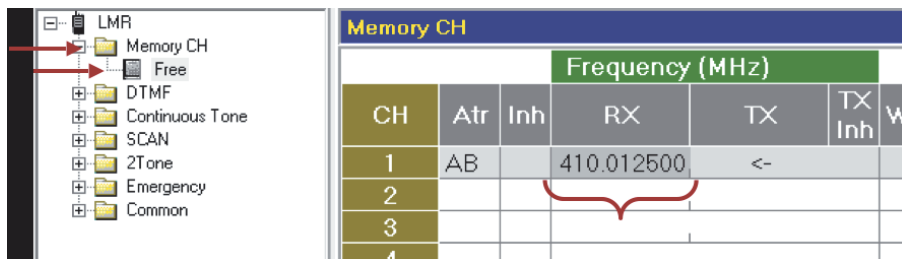 LMR
Memory CH
Free
DTMF
Continuous Tone
SCAN
2Tone
Emergency
Common
Memory CH
Frequency (MHz)
CH Atr Inh RX TX TX Inh
1 AB 410.012500 <-
2
3
4